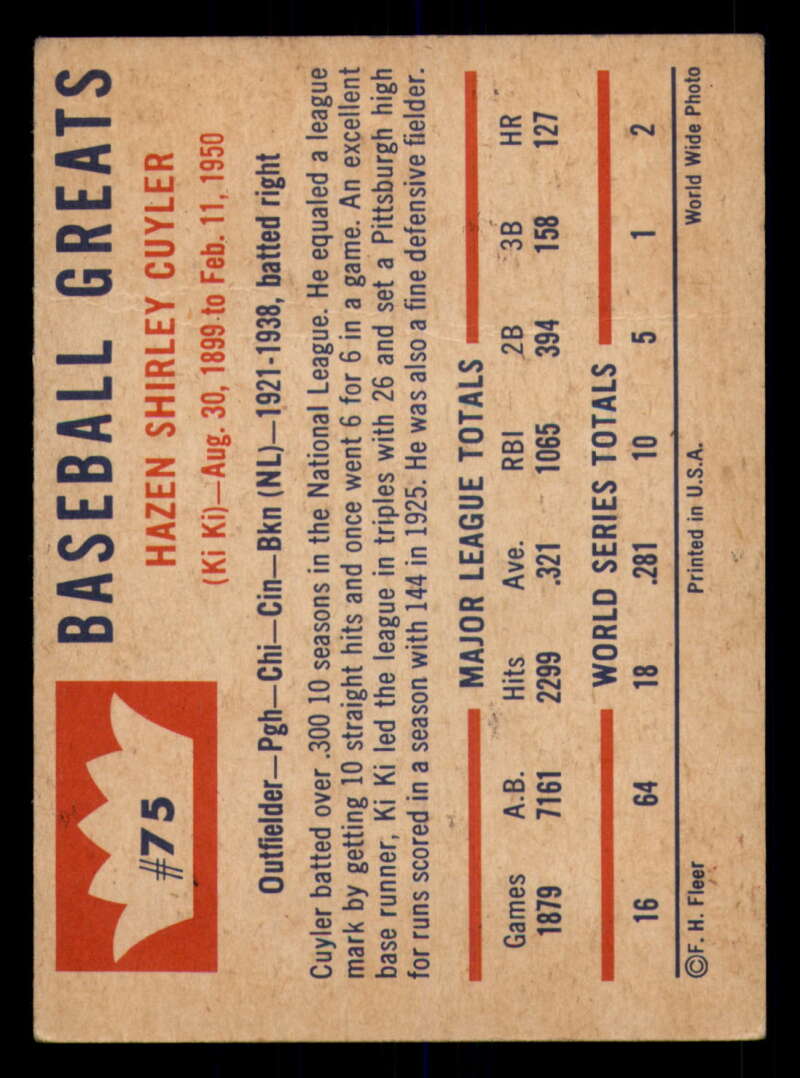 #75
BASEBALL GREATS
HAZEN SHIRLEY CUYLER
(Ki Ki)—Aug. 30, 1899 to Feb. 11, 1950
Outfielder—Pgh—Chi—Cin—Bkn (NL)—1921-1938, batted right
Cuyler batted over .300 10 seasons in the National League. He equaled a league
mark by getting 10 straight hits and once went 6 for 6 in a game. An excellent
base runner, Ki Ki led the league in triples with 26 and set a Pittsburgh high
for runs scored in a season with 144 in 1925. He was also a fine defensive fielder.
MAJOR LEAGUE TOTALS
Games A.B. Hits Ave. RBI 2B 3B HR
1879 7161 2299 .321 1065 394 158 127
WORLD SERIES TOTALS
16 64 18 .281 10 5 1 2
©F. H. Fleer Printed in U.S.A. World Wide Photo